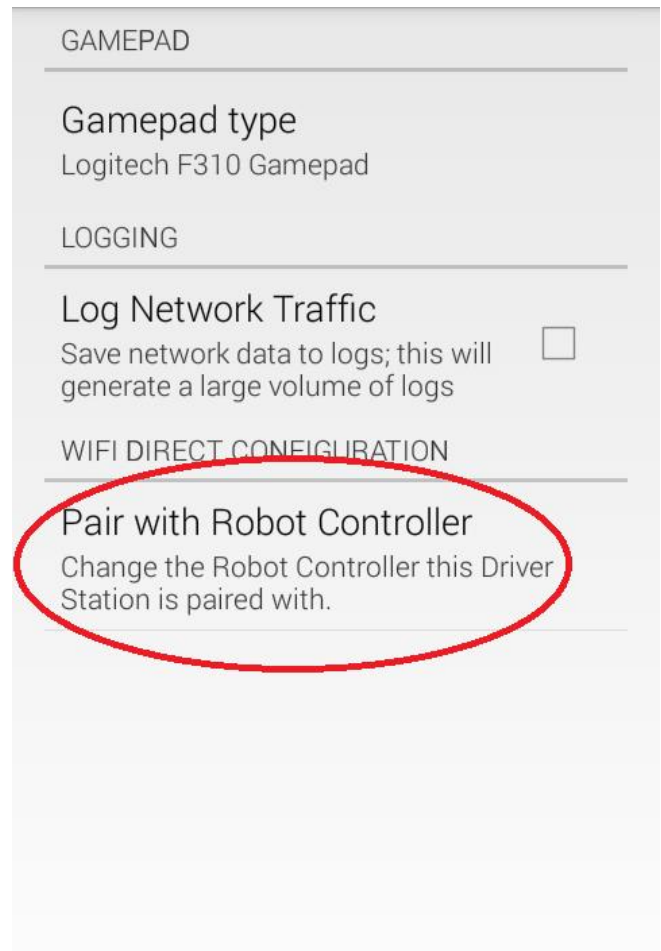 GAMEPAD
Gamepad type
Logitech F310 Gamepad
LOGGING
Log Network Traffic
Save network data to logs; this will
generate a large volume of logs
WIFI DIRECT CONFIGURATION
Pair with Robot Controller
Change the Robot Controller this Driver
Station is paired with.